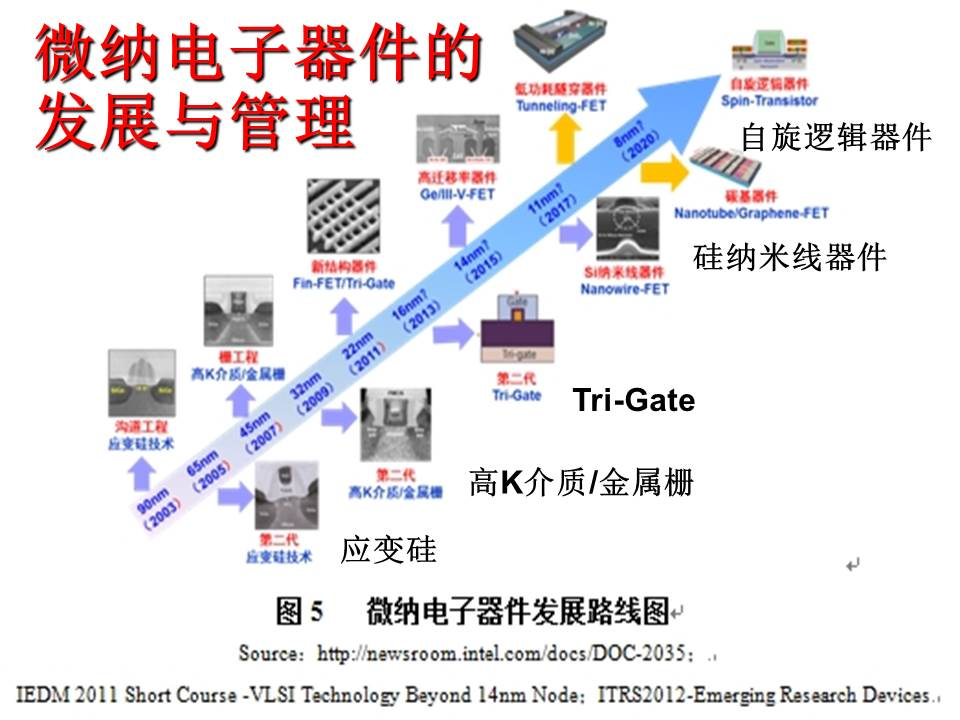 微纳电子器件的
发展与管理
低功耗隧穿器件
Tunneling-FET
自旋逻辑器件
Spin-Transistor
自旋逻辑器件
高迁移率器件
Ge/III-V-FET
8nm?
(2020)
碳基器件
Nanotube/Graphene-FET
11nm?
(2017)
新结构器件
Fin-FET/Tri-Gate
14nm?
(2015)
Si纳米线器件
Nanowire-FET
硅纳米线器件
16nm?
(2013)
Gate
Tri-gate
栅工程
高K介质/金属栅
22nm
(2011)
第二代
Tri-Gate
Tri-Gate
32nm
(2009)
沟道工程
应变硅技术
45nm
(2007)
65nm
(2005)
第二代
高K介质/金属栅
高K介质/金属栅
90nm
(2003)
第二代
应变硅技术
应变硅
图 5 微纳电子器件发展路线图
Source：http://newsroom.intel.com/docs/DOC-2035；
IEDM 2011 Short Course -VLSI Technology Beyond 14nm Node；ITRS2012-Emerging Research Devices.